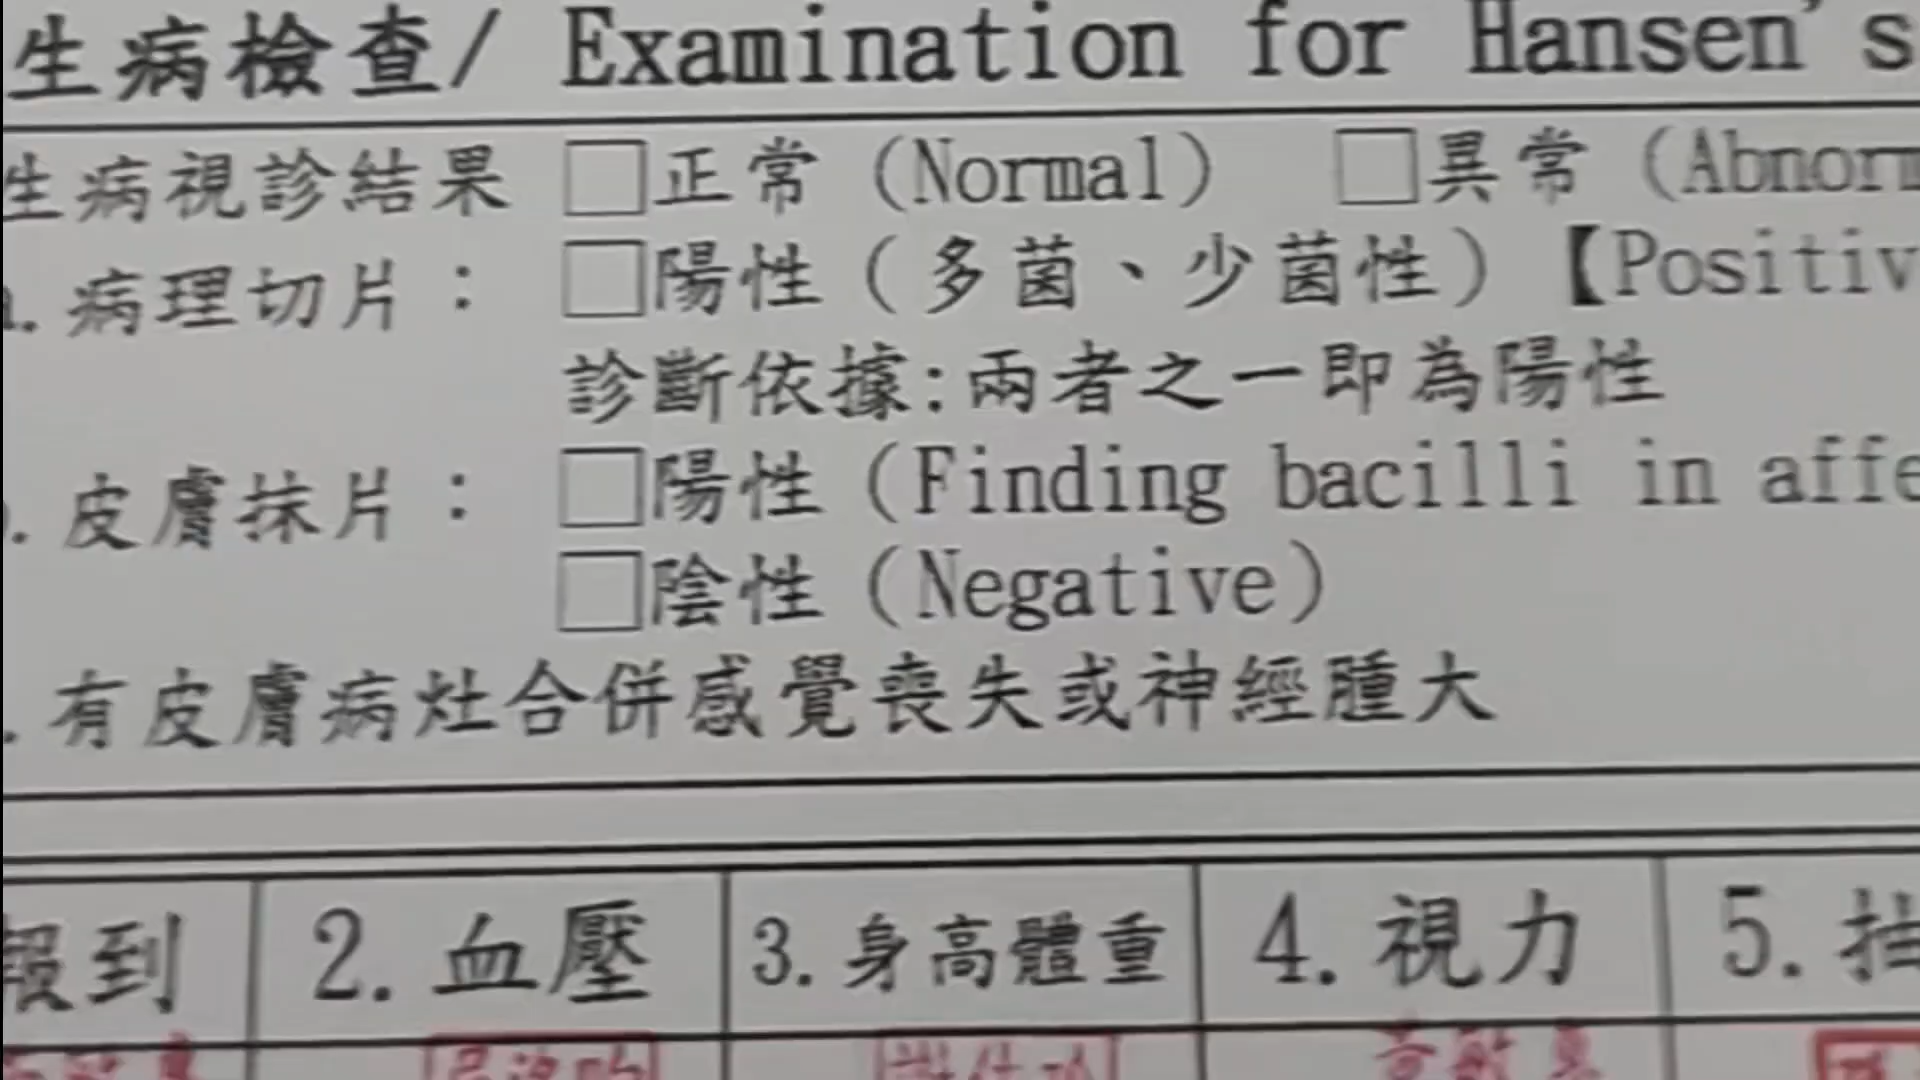 生病檢查/ Examination for Hansen's
生病視診結果 □正常 (Normal) □異常 (Abnorm
a. 病理切片： □陽性 (多菌、少菌性)【Positiv
診斷依據:兩者之一即為陽性
. 皮膚抹片： □陽性 (Finding bacilli in affe
□陰性 (Negative)
. 有皮膚病灶合併感覺喪失或神經腫大
報到 2. 血壓 3. 身高體重 4. 視力 5. 抽